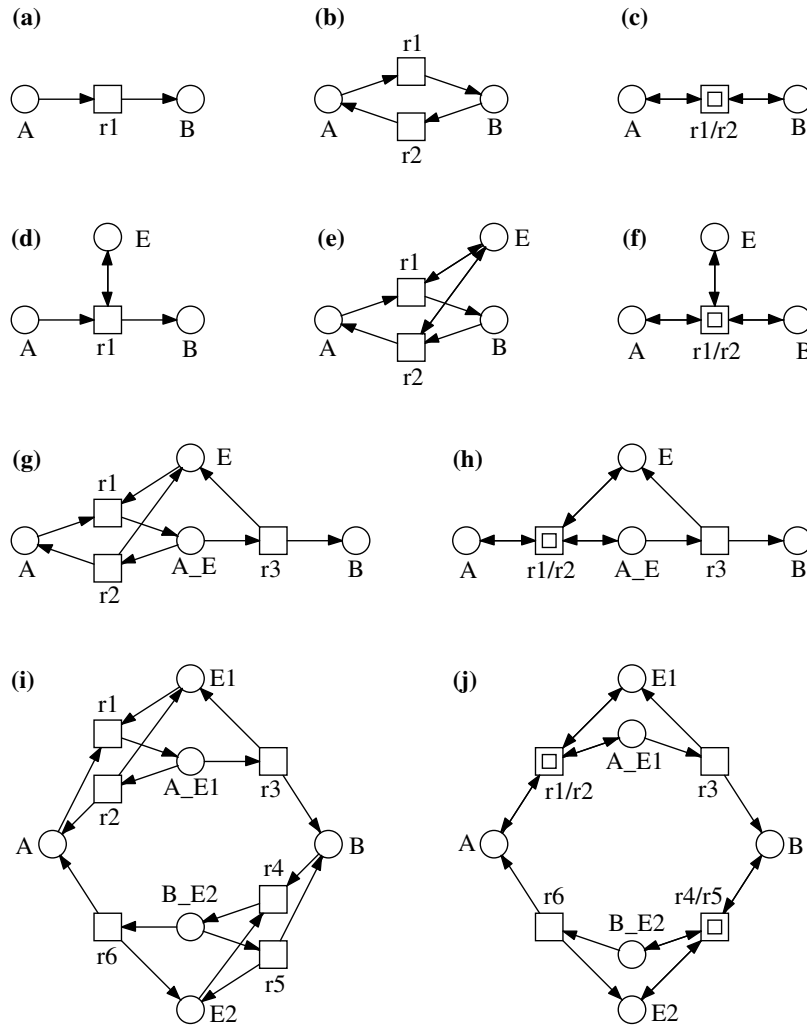 (a)
A
r1
B
(b)
r1
A
B
r2
(c)
A
r1/r2
B
(d)
E
A
r1
B
(e)
E
r1
A
B
r2
(f)
E
A
r1/r2
B
(g)
E
r1
A
A_E
r3
B
r2
(h)
E
A
r1/r2
A_E
r3
B
(i)
E1
r1
A_E1
r3
r2
A
B
r4
B_E2
r6
r5
E2
(j)
E1
A_E1
r1/r2
r3
A
B
r6
r4/r5
B_E2
E2